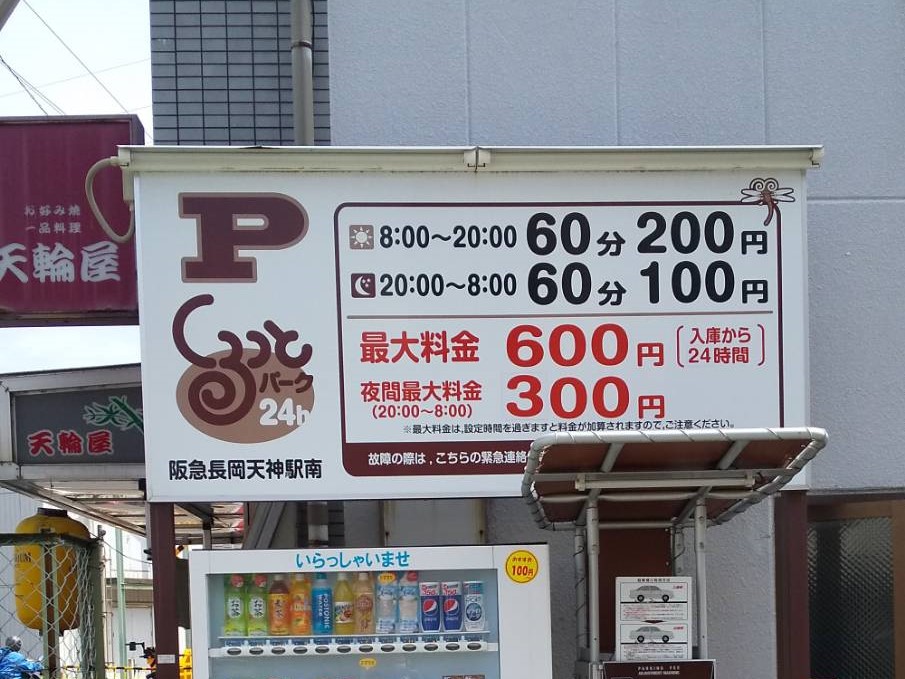 お好み焼
一品料理
天輪屋
天輪屋
P
くるっと
パーク
24h
阪急長岡天神駅南
8:00～20:00 60分 200円
20:00～8:00 60分 100円
最大料金 600円 入庫から
24時間
夜間最大料金 300円
(20:00～8:00)
※最大料金は、設定時間を過ぎますと料金が加算されますので、ご注意ください。
故障の際は、こちらの緊急連絡
いらっしゃいませ
100円
PARKING FEE